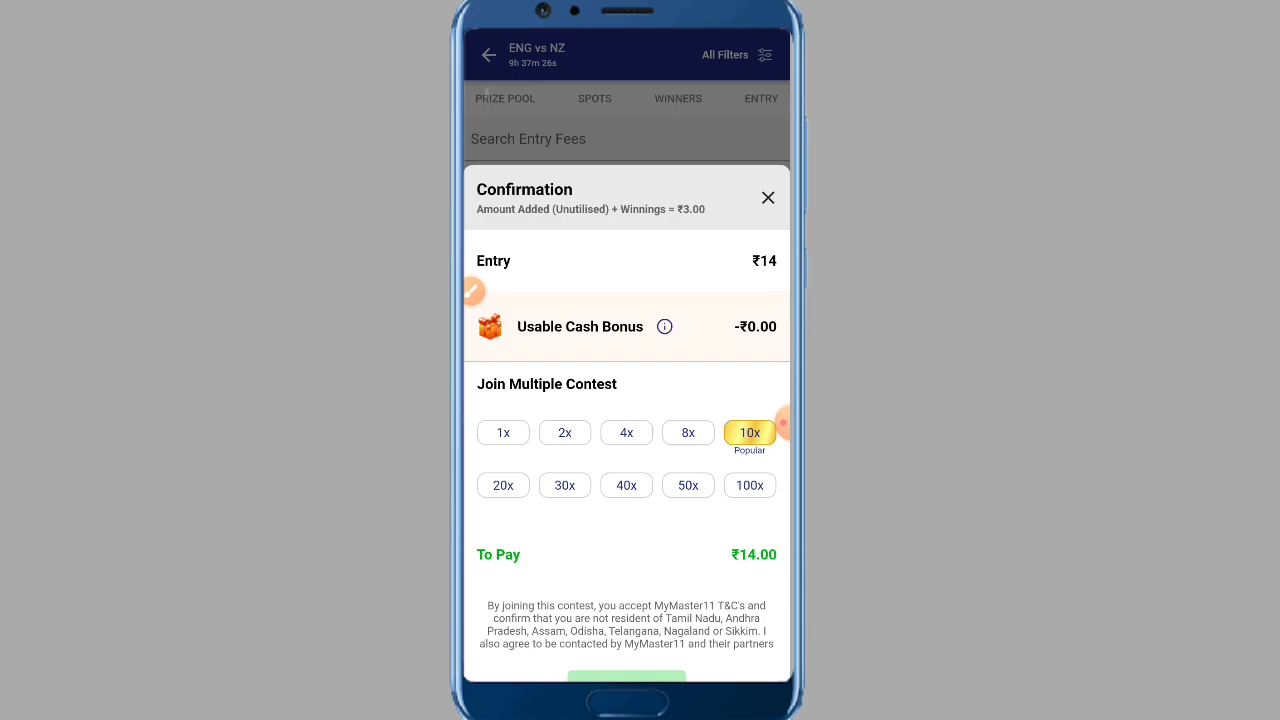 ENG vs NZ
9h 37m 26s
All Filters
PRIZE POOL SPOTS WINNERS ENTRY
Search Entry Fees
Confirmation
Amount Added (Unutilised) + Winnings = ₹3.00
Entry ₹14
Usable Cash Bonus -₹0.00
Join Multiple Contest
1x 2x 4x 8x 10x
Popular
20x 30x 40x 50x 100x
To Pay ₹14.00
By joining this contest, you accept MyMaster11 T&C's and
confirm that you are not resident of Tamil Nadu, Andhra
Pradesh, Assam, Odisha, Telangana, Nagaland or Sikkim. I
also agree to be contacted by MyMaster11 and their partners